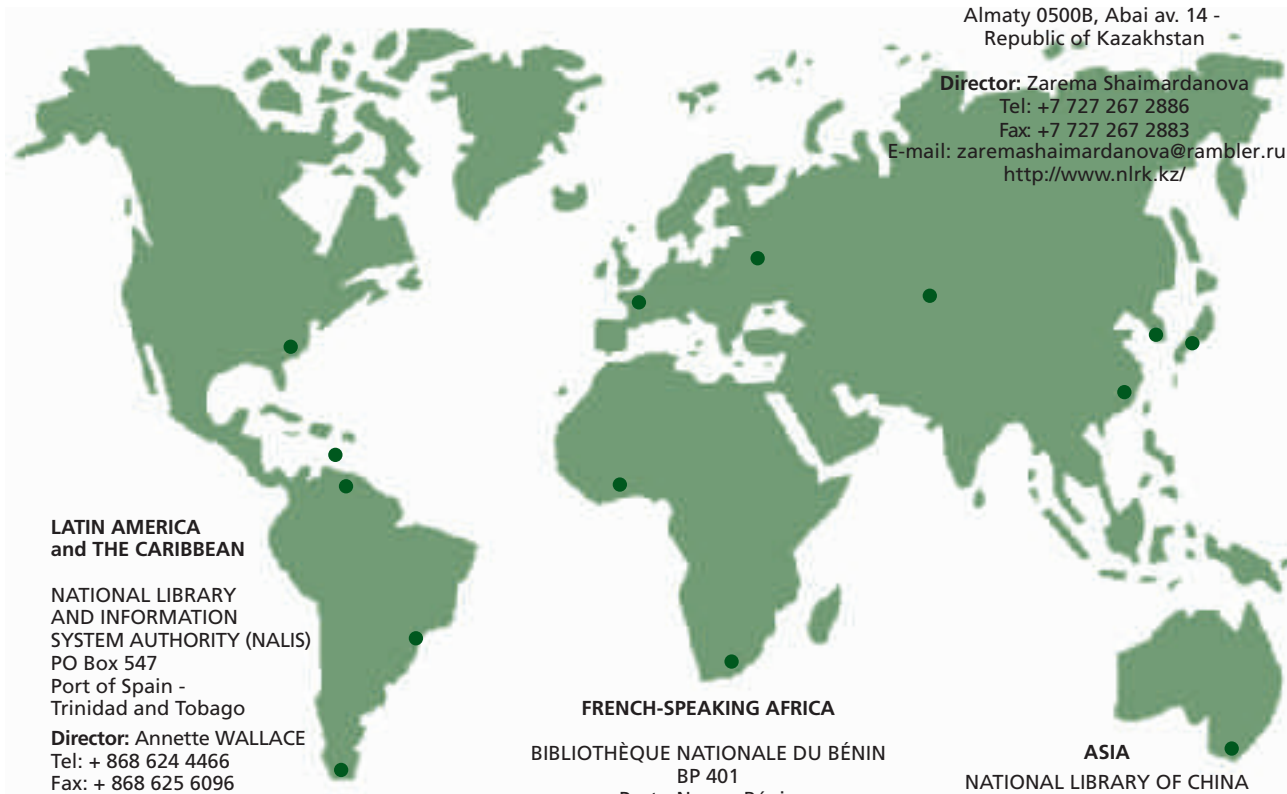 Almaty 0500B, Abai av. 14 -
Republic of Kazakhstan
Director: Zarema Shaimardanova
Tel: +7 727 267 2886
Fax: +7 727 267 2883
E-mail: zaremashaimardanova@rambler.ru
http://www.nlrk.kz/
LATIN AMERICA
and THE CARIBBEAN
NATIONAL LIBRARY
AND INFORMATION
SYSTEM AUTHORITY (NALIS)
PO Box 547
Port of Spain -
Trinidad and Tobago
Director: Annette WALLACE
Tel: + 868 624 4466
Fax: + 868 625 6096
FRENCH-SPEAKING AFRICA
BIBLIOTHÈQUE NATIONALE DU BÉNIN
BP 401
ASIA
NATIONAL LIBRARY OF CHINA